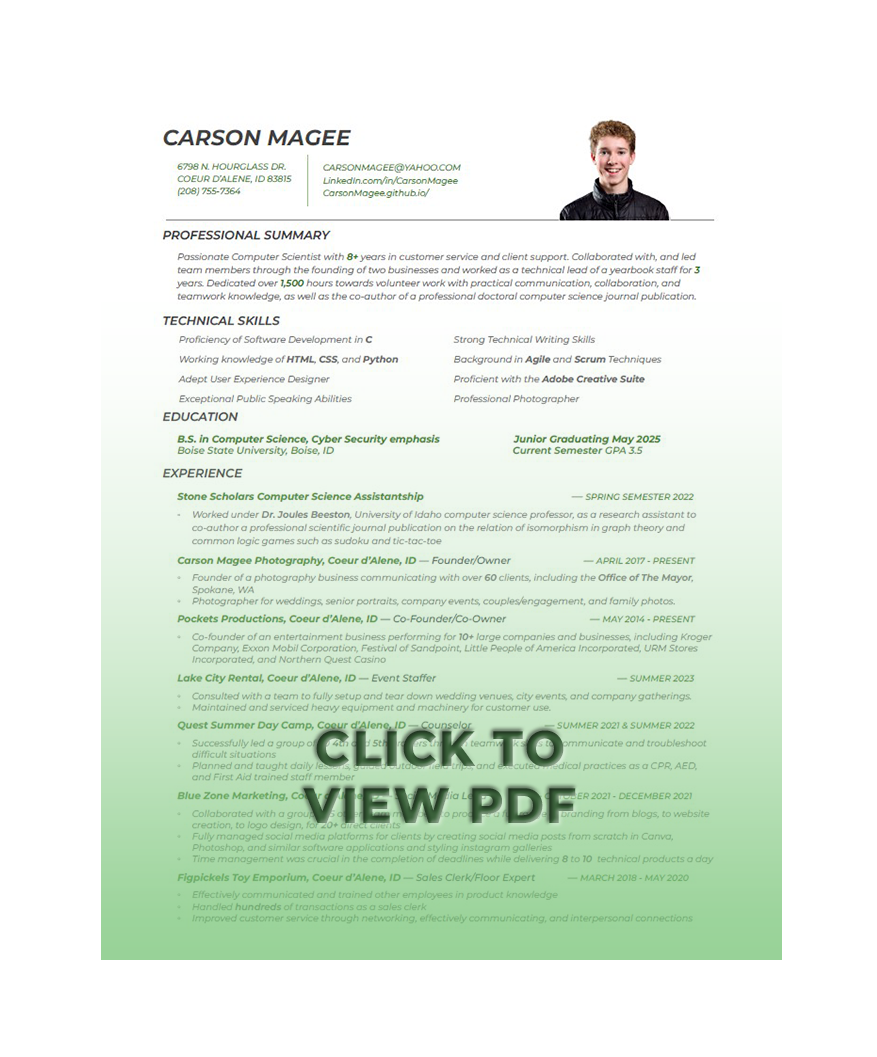 CARSON MAGEE
6798 N. HOURGLASS DR.
COEUR D'ALENE, ID 83815
(208) 755-7364
CARSONMAGEE@YAHOO.COM
LinkedIn.com/in/CarsonMagee
CarsonMagee.github.io/
PROFESSIONAL SUMMARY
Passionate Computer Scientist with 8+ years in customer service and client support. Collaborated with, and led
team members through the founding of two businesses and worked as a technical lead of a yearbook staff for 3
years. Dedicated over 1,500 hours towards volunteer work with practical communication, collaboration, and
teamwork knowledge, as well as the co-author of a professional doctoral computer science journal publication.
TECHNICAL SKILLS
Proficiency of Software Development in C
Working knowledge of HTML, CSS, and Python
Adept User Experience Designer
Exceptional Public Speaking Abilities
Strong Technical Writing Skills
Background in Agile and Scrum Techniques
Proficient with the Adobe Creative Suite
Professional Photographer
EDUCATION
B.S. in Computer Science, Cyber Security emphasis
Boise State University, Boise, ID
Junior Graduating May 2025
Current Semester GPA 3.5
EXPERIENCE
Stone Scholars Computer Science Assistantship — SPRING SEMESTER 2022
- Worked under Dr. Joules Beeston, University of Idaho computer science professor, as a research assistant to
co-author a professional scientific journal publication on the relation of isomorphism in graph theory and
common logic games such as sudoku and tic-tac-toe
Carson Magee Photography, Coeur d'Alene, ID — Founder/Owner — APRIL 2017 - PRESENT
◦ Founder of a photography business communicating with over 60 clients, including the Office of The Mayor,
Spokane, WA
◦ Photographer for weddings, senior portraits, company events, couples/engagement, and family photos.
Pockets Productions, Coeur d'Alene, ID — Co-Founder/Co-Owner — MAY 2014 - PRESENT
◦ Co-founder of an entertainment business performing for 10+ large companies and businesses, including Kroger
Company, Exxon Mobil Corporation, Festival of Sandpoint, Little People of America Incorporated, URM Stores
Incorporated, and Northern Quest Casino
Lake City Rental, Coeur d'Alene, ID — Event Staffer — SUMMER 2023
◦ Consulted with a team to fully setup and tear down wedding venues, city events, and company gatherings.
◦ Maintained and serviced heavy equipment and machinery for customer use.
Quest Summer Day Camp, Coeur d'Alene, ID — Counselor — SUMMER 2021 & SUMMER 2022
◦ Successfully led a group of 4th 5th teamwork communicate and troubleshoot
difficult situations
◦ Planned and taught daily lessons, guided outdoor field trips, and executed medical practices as a CPR, AED,
and First Aid trained staff member
CLICK TO
VIEW PDF
Blue Zone Marketing, OCTOBER 2021 - DECEMBER 2021
◦ Collaborated with a group branding from blogs, to website
creation, to logo design, for 20+ direct clients
◦ Fully managed social media platforms for clients by creating social media posts from scratch in Canva,
Photoshop, and similar software applications and styling instagram galleries
◦ Time management was crucial in the completion of deadlines while delivering 8 to 10 technical products a day
Figpickels Toy Emporium, Coeur d'Alene, ID — Sales Clerk/Floor Expert — MARCH 2018 - MAY 2020
◦ Effectively communicated and trained other employees in product knowledge
◦ Handled hundreds of transactions as a sales clerk
◦ Improved customer service through networking, effectively communicating, and interpersonal connections